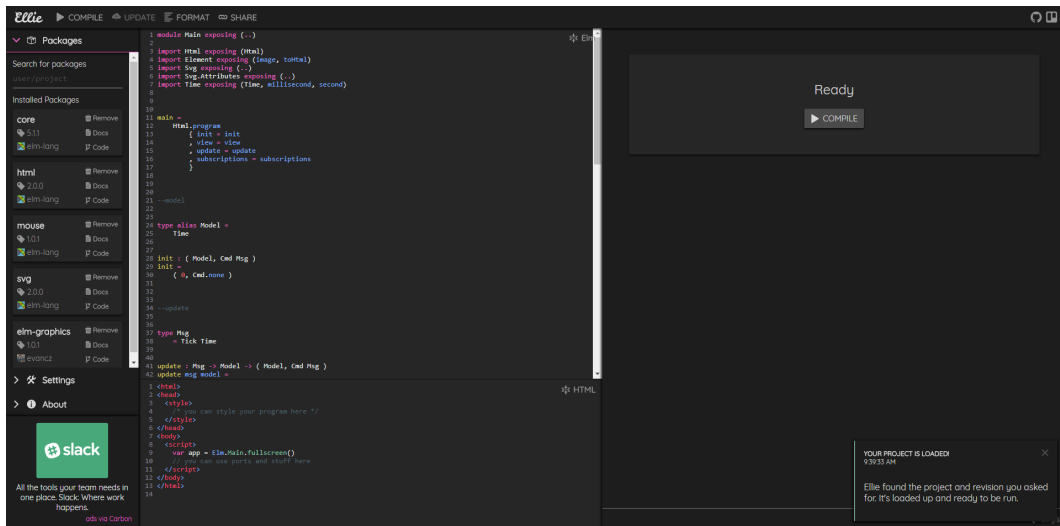 Ellie COMPILE UPDATE FORMAT SHARE
Packages
Search for packages
user/project
Installed Packages
core Remove
5.1.1 Docs
elm-lang Code
html Remove
2.0.0 Docs
elm-lang Code
mouse Remove
1.0.1 Docs
elm-lang Code
svg Remove
2.0.0 Docs
elm-lang Code
elm-graphics Remove
1.0.1 Docs
evancz Code
Settings
About
slack
All the tools your team needs in
one place. Slack: Where work
happens.
ads via Carbon
Elm
1 module Main exposing (..)
2
3 import Html exposing (Html)
4 import Element exposing (image, toHtml)
5 import Svg exposing (..)
6 import Svg.Attributes exposing (..)
7 import Time exposing (Time, millisecond, second)
8
9
10
11 main =
12 Html.program
13 { init = init
14 , view = view
15 , update = update
16 , subscriptions = subscriptions
17 }
18
19
20
21 --model
22
23
24 type alias Model =
25 Time
26
27
28 init : ( Model, Cmd Msg )
29 init =
30 ( 0, Cmd.none )
31
32
33
34 --update
35
36
37 type Msg
38 = Tick Time
39
40
41 update : Msg -> Model -> ( Model, Cmd Msg )
42 update msg model =
HTML
1 <html>
2 <head>
3 <style>
4 /* you can style your program here */
5 </style>
6 </head>
7 <body>
8 <script>
9 var app = Elm.Main.fullscreen()
10 // you can use ports and stuff here
11 </script>
12 </body>
13 </html>
14
Ready
COMPILE
YOUR PROJECT IS LOADED!
9:39:33 AM
Ellie found the project and revision you asked
for. It's loaded up and ready to be run.